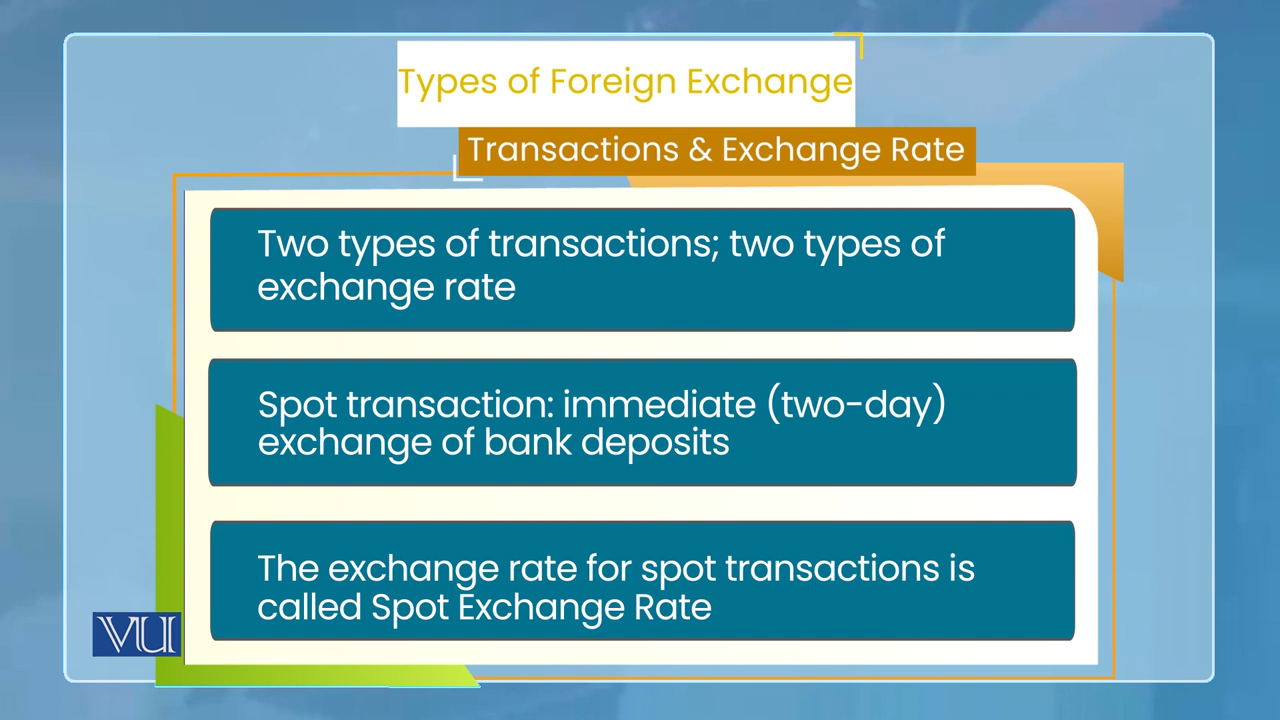 Types of Foreign Exchange
Transactions & Exchange Rate
Two types of transactions; two types of
exchange rate
Spot transaction: immediate (two-day)
exchange of bank deposits
The exchange rate for spot transactions is
called Spot Exchange Rate
VU